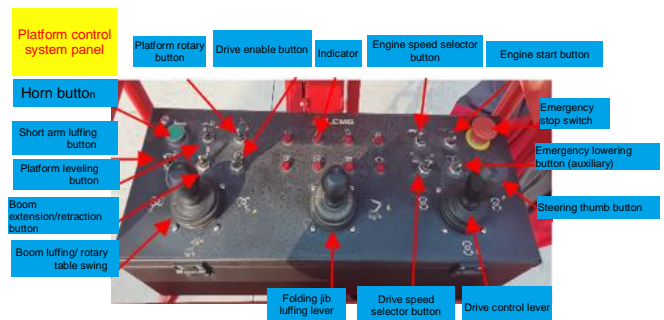 Platform control
system panel
Platform rotary
button
Drive enable button
Indicator
Engine speed selector
button
Engine start button
Horn button
Short arm luffing
button
Platform leveling
button
Boom
extension/retraction
button
Boom luffing/ rotary
table swing
LCMG
Emergency
stop switch
Emergency lowering
button (auxiliary)
Steering thumb button
Folding jib
luffing lever
Drive speed
selector button
Drive control lever